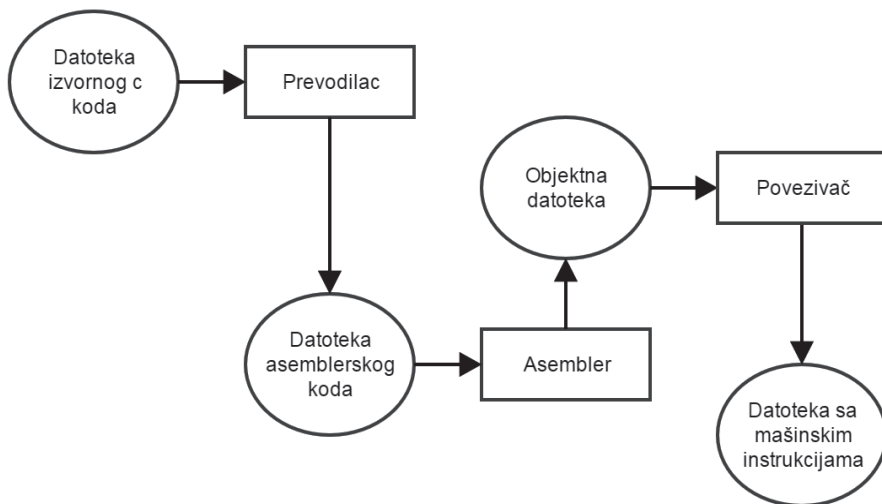 Datoteka
izvornog c
koda
Prevodilac
Datoteka
asemblerskog
koda
Asembler
Objektna
datoteka
Povezivač
Datoteka sa
mašinskim
instrukcijama